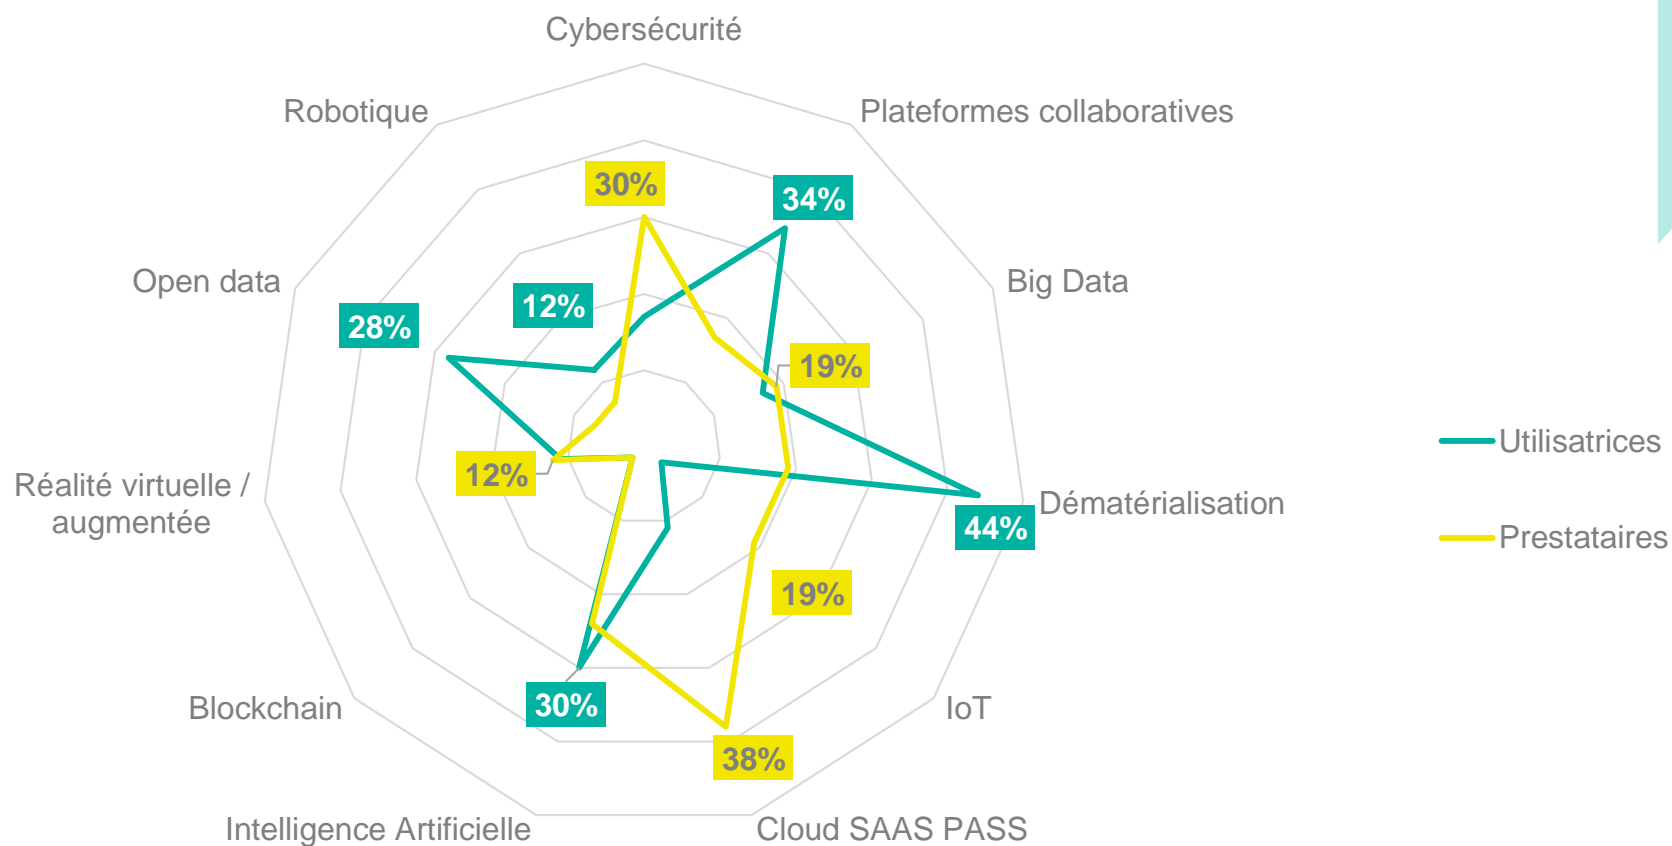 Cybersécurité
Robotique
Plateformes collaboratives
30%
34%
Open data
Big Data
12%
28%
19%
Réalité virtuelle /
augmentée
12%
Dématérialisation
44%
Utilisatrices
Prestataires
19%
Blockchain
IoT
30%
38%
Intelligence Artificielle
Cloud SAAS PASS